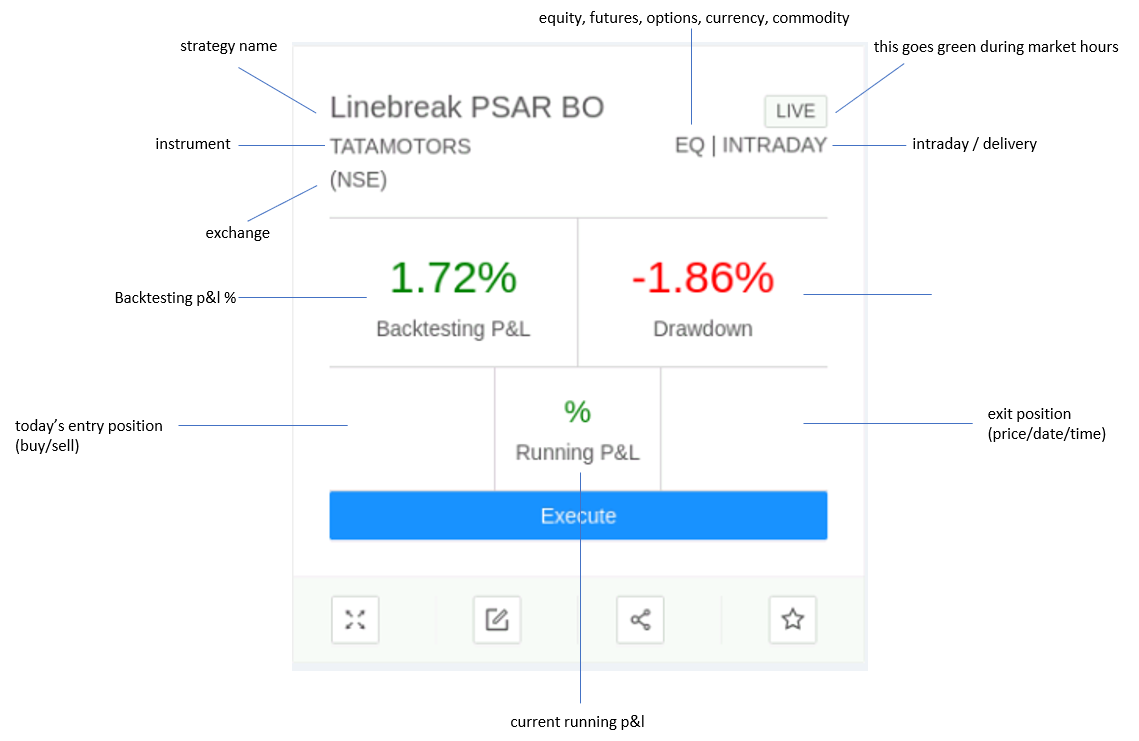 equity, futures, options, currency, commodity
strategy name
this goes green during market hours
Linebreak PSAR BO
LIVE
instrument
TATAMOTORS
EQ | INTRADAY
intraday / delivery
(NSE)
exchange
1.72%
-1.86%
Backtesting p&l %
Backtesting P&L
Drawdown
%
today's entry position
(buy/sell)
exit position
(price/date/time)
Running P&L
Execute
current running p&l